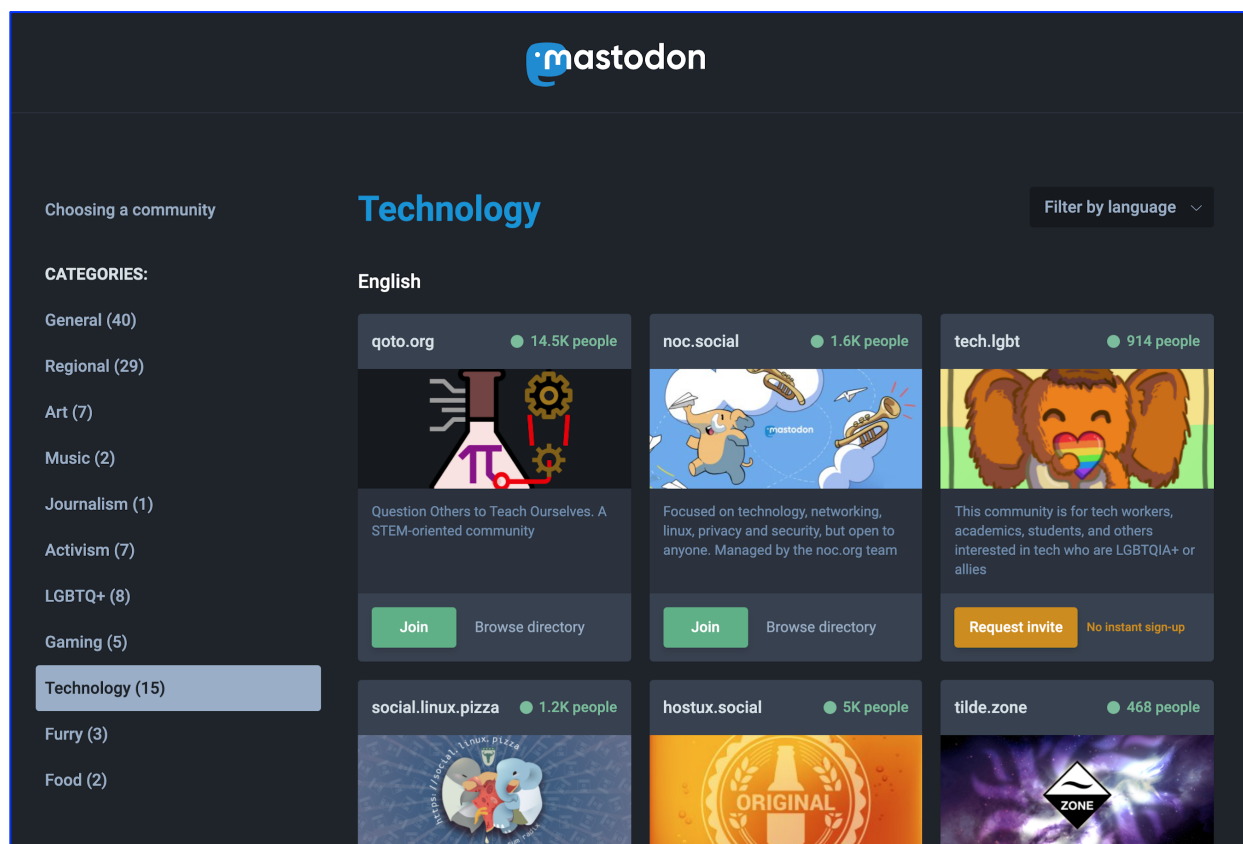 mastodon
Choosing a community
CATEGORIES:
General (40)
Regional (29)
Art (7)
Music (2)
Journalism (1)
Activism (7)
LGBTQ+ (8)
Gaming (5)
Technology (15)
Furry (3)
Food (2)
Technology
Filter by language
English
qoto.org
14.5K people
π
Question Others to Teach Ourselves. A
STEM-oriented community
Join
Browse directory
noc.social
1.6K people
mastodon
Focused on technology, networking,
linux, privacy and security, but open to
anyone. Managed by the noc.org team
Join
Browse directory
tech.lgbt
914 people
This community is for tech workers,
academics, students, and others
interested in tech who are LGBTQIA+ or
allies
Request invite
No instant sign-up
social.linux.pizza
1.2K people
https://social.linux.pizza
hostux.social
5K people
ORIGINAL
tilde.zone
468 people
ZONE